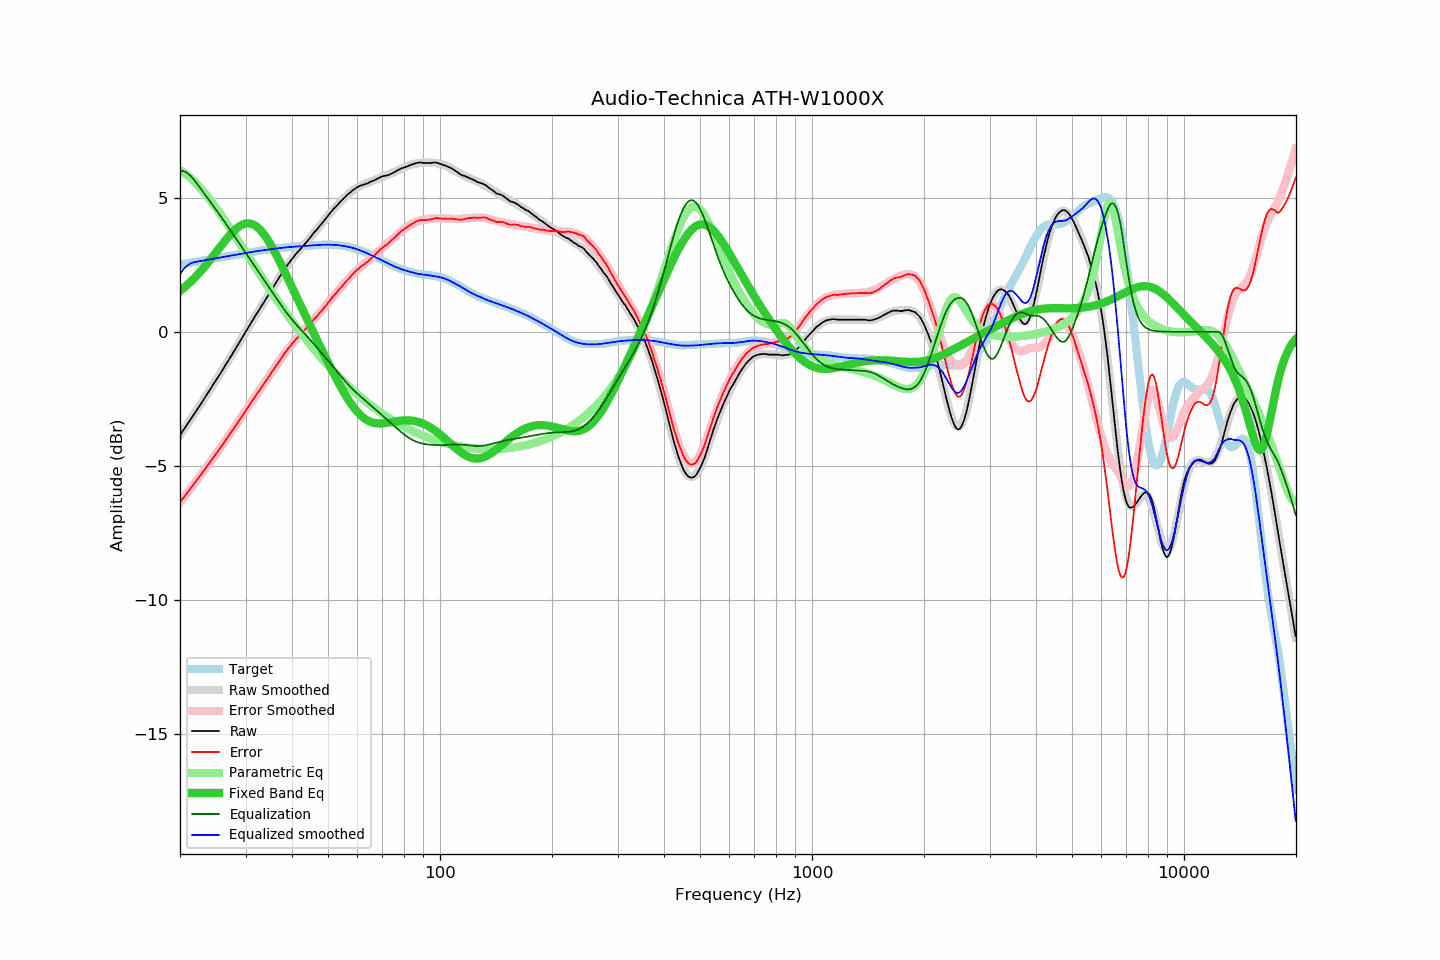 Audio-Technica ATH-W1000X
Amplitude (dBr)
5
0
−5
−10
−15
Target
Raw Smoothed
Error Smoothed
Raw
Error
Parametric Eq
Fixed Band Eq
Equalization
Equalized smoothed
100
1000
10000
Frequency (Hz)